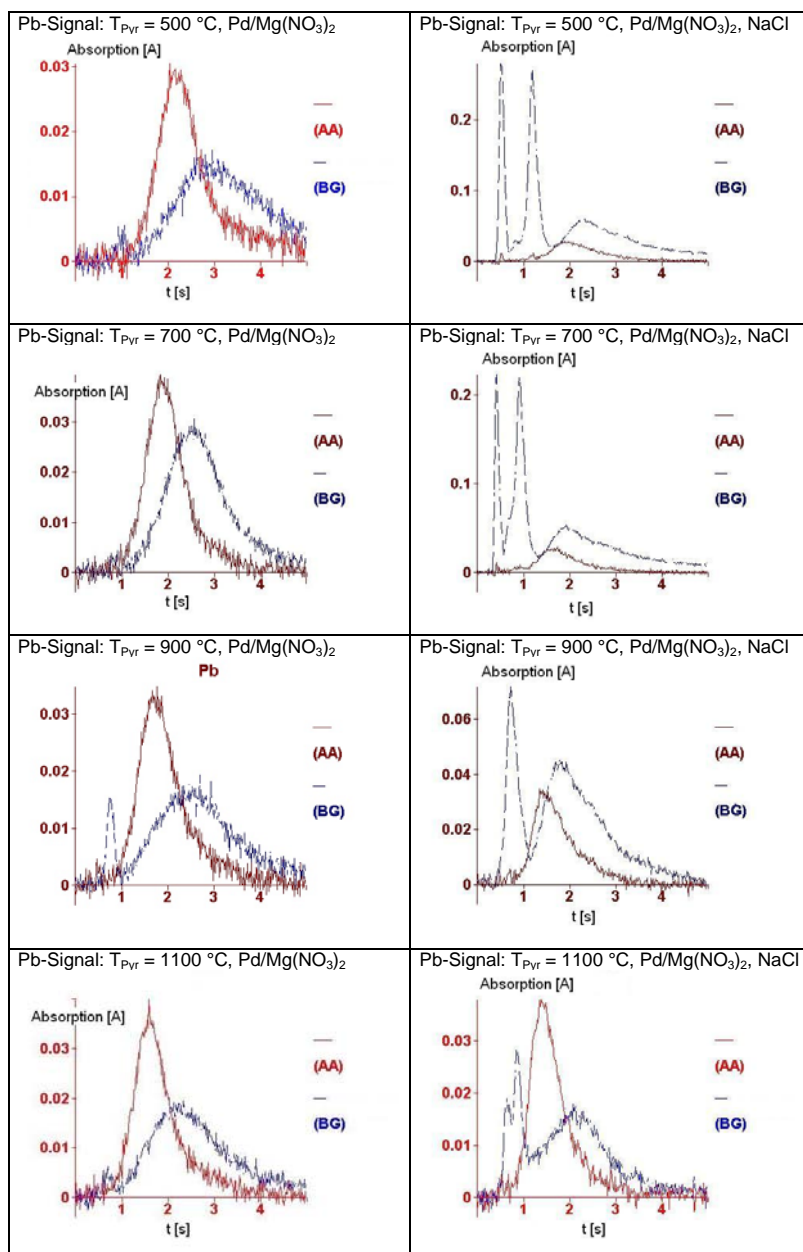 Pb-Signal: TPyr = 500 °C, Pd/Mg(NO3)2
Absorption [A]
0.03
0.02
0.01
0
1 2 3 4
t [s]
(AA)
(BG)
Pb-Signal: TPyr = 500 °C, Pd/Mg(NO3)2, NaCl
Absorption [A]
0.2
0.1
0
1 2 3 4
t [s]
(AA)
(BG)
Pb-Signal: TPyr = 700 °C, Pd/Mg(NO3)2
Absorption [A]
0.03
0.02
0.01
0
1 2 3 4
t [s]
(AA)
(BG)
Pb-Signal: TPyr = 700 °C, Pd/Mg(NO3)2, NaCl
Absorption [A]
0.2
0.1
0
1 2 3 4
t [s]
(AA)
(BG)
Pb-Signal: TPyr = 900 °C, Pd/Mg(NO3)2
Pb
0.03
0.02
0.01
0
1 2 3 4
(AA)
(BG)
Pb-Signal: TPyr = 900 °C, Pd/Mg(NO3)2, NaCl
Absorption [A]
0.06
0.04
0.02
0
1 2 3 4
t [s]
(AA)
(BG)
Pb-Signal: TPyr = 1100 °C, Pd/Mg(NO3)2
Absorption [A]
0.03
0.02
0.01
0
1 2 3 4
t [s]
(AA)
(BG)
Pb-Signal: TPyr = 1100 °C, Pd/Mg(NO3)2, NaCl
Absorption [A]
0.03
0.02
0.01
0
1 2 3 4
t [s]
(AA)
(BG)